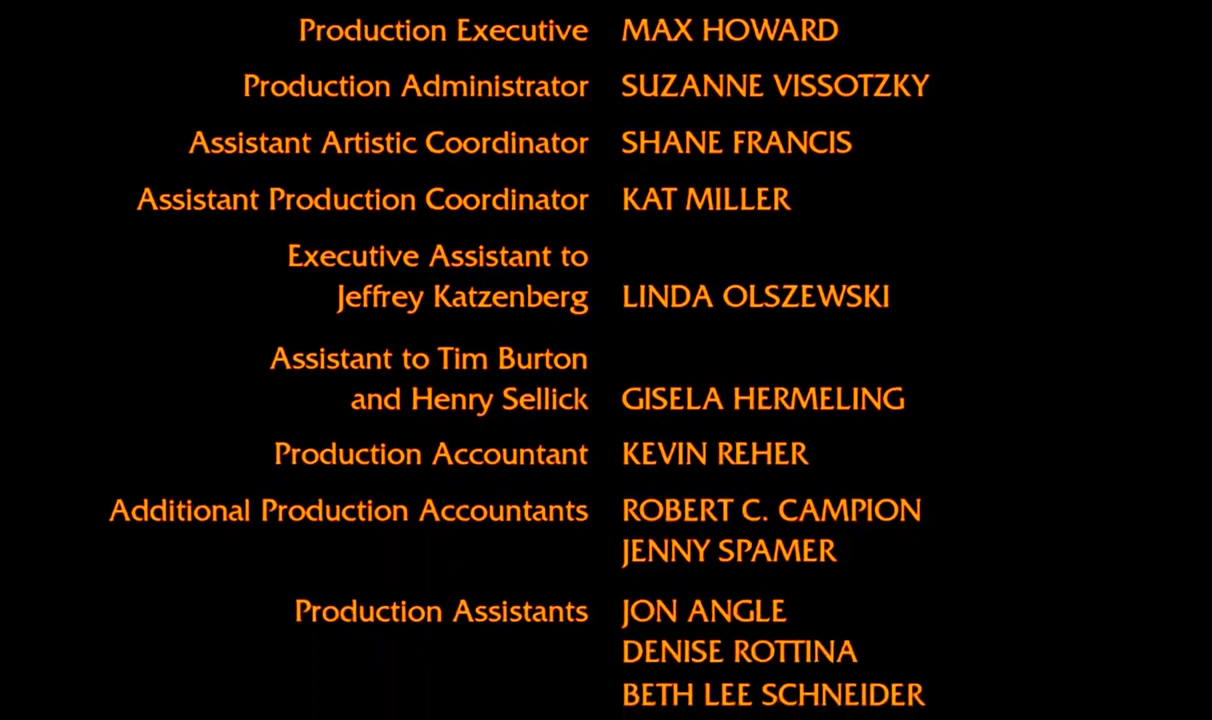 Production Executive MAX HOWARD
Production Administrator SUZANNE VISSOTZKY
Assistant Artistic Coordinator SHANE FRANCIS
Assistant Production Coordinator KAT MILLER
Executive Assistant to
Jeffrey Katzenberg LINDA OLSZEWSKI
Assistant to Tim Burton
and Henry Sellick GISELA HERMELING
Production Accountant KEVIN REHER
Additional Production Accountants ROBERT C. CAMPION
JENNY SPAMER
Production Assistants JON ANGLE
DENISE ROTTINA
BETH LEE SCHNEIDER